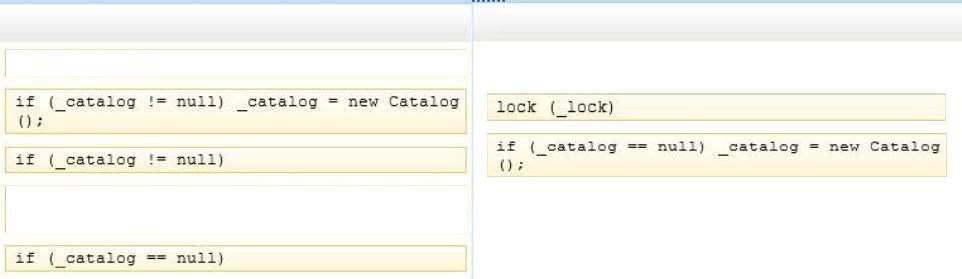 if (_catalog != null) _catalog = new Catalog
();
if (_catalog != null)
if (_catalog == null)
lock (_lock)
if (_catalog == null) _catalog = new Catalog
();